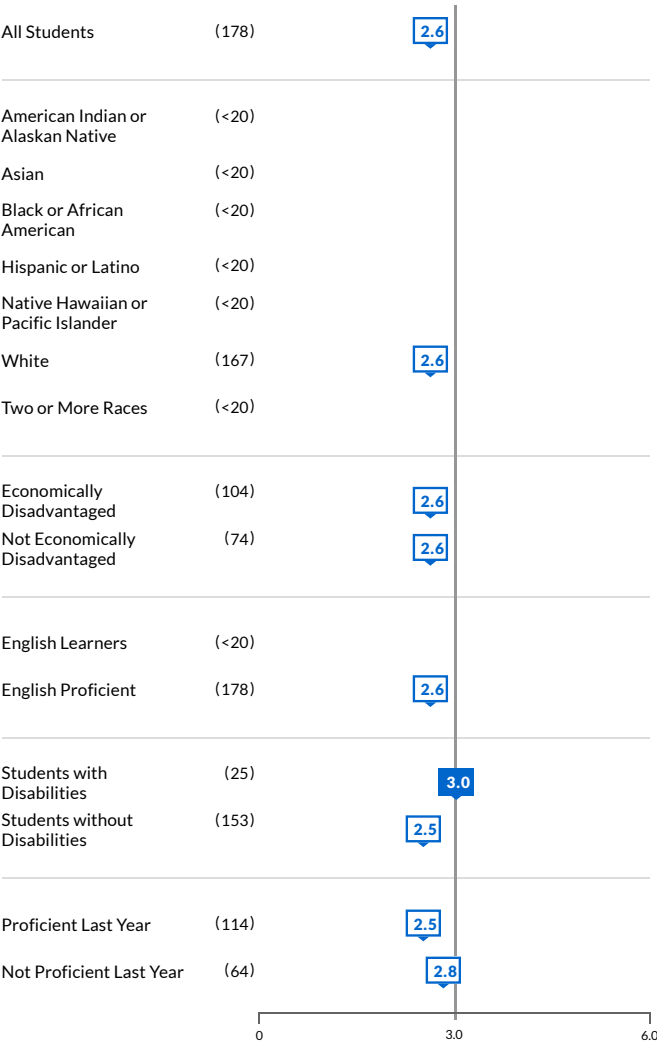 All Students (178) 2.6
American Indian or (<20)
Alaskan Native
Asian (<20)
Black or African (<20)
American
Hispanic or Latino (<20)
Native Hawaiian or (<20)
Pacific Islander
White (167) 2.6
Two or More Races (<20)
Economically (104) 2.6
Disadvantaged
Not Economically (74) 2.6
Disadvantaged
English Learners (<20)
English Proficient (178) 2.6
Students with (25) 3.0
Disabilities
Students without (153) 2.5
Disabilities
Proficient Last Year (114) 2.5
Not Proficient Last Year (64) 2.8
0 3.0 6.0